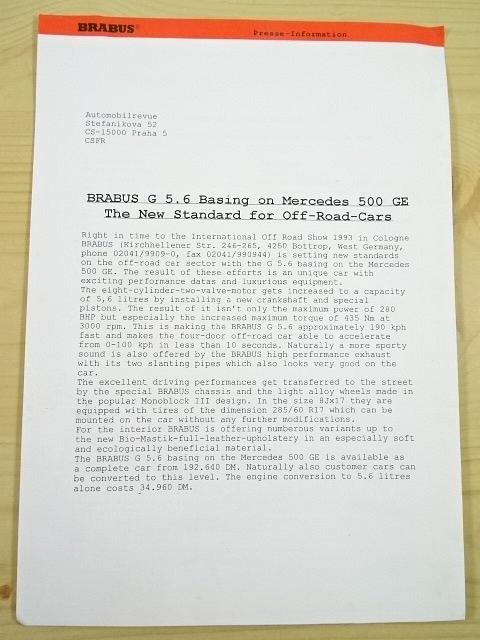 BRABUS® Presse-Information
Automobilrevue
Stefanikova 52
CS-15000 Praha 5
CSFR
BRABUS G 5.6 Basing on Mercedes 500 GE
The New Standard for Off-Road-Cars
Right in time to the International Off Road Show 1993 in Cologne
BRABUS (Kirchhellener Str. 246-265, 4250 Bottrop, West Germany,
phone 02041/9909-0, fax 02041/990944) is setting new standards
on the off-road car sector with the G 5.6 basing on the Mercedes
500 GE. The result of these efforts is an unique car with
exciting performance datas and luxurious equipment.
The eight-cylinder-two-valve-motor gets increased to a capacity
of 5,6 litres by installing a new crankshaft and special
pistons. The result of it isn't only the maximum power of 280
BHP but especially the increased maximum torque of 435 Nm at
3000 rpm. This is making the BRABUS G 5.6 approximately 190 kph
fast and makes the four-door off-road car able to accelerate
from 0-100 kph in less than 10 seconds. Naturally a more sporty
sound is also offered by the BRABUS high performance exhaust
with its two slanting pipes which also looks very good on the
car.
The excellent driving performances get transferred to the street
by the special BRABUS chassis and the light alloy wheels made in
the popular Monoblock III design. In the size 8Jx17 they are
equipped with tires of the dimension 285/60 R17 which can be
mounted on the car without any further modifications.
For the interior BRABUS is offering numberous variants up to
the new Bio-Mastik-full-leather-upholstery in an especially soft
and ecologically beneficial material.
The BRABUS G 5.6 basing on the Mercedes 500 GE is available as
a complete car from 192.640 DM. Naturally also customer cars can
be converted to this level. The engine conversion to 5.6 litres
alone costs 34.960 DM.